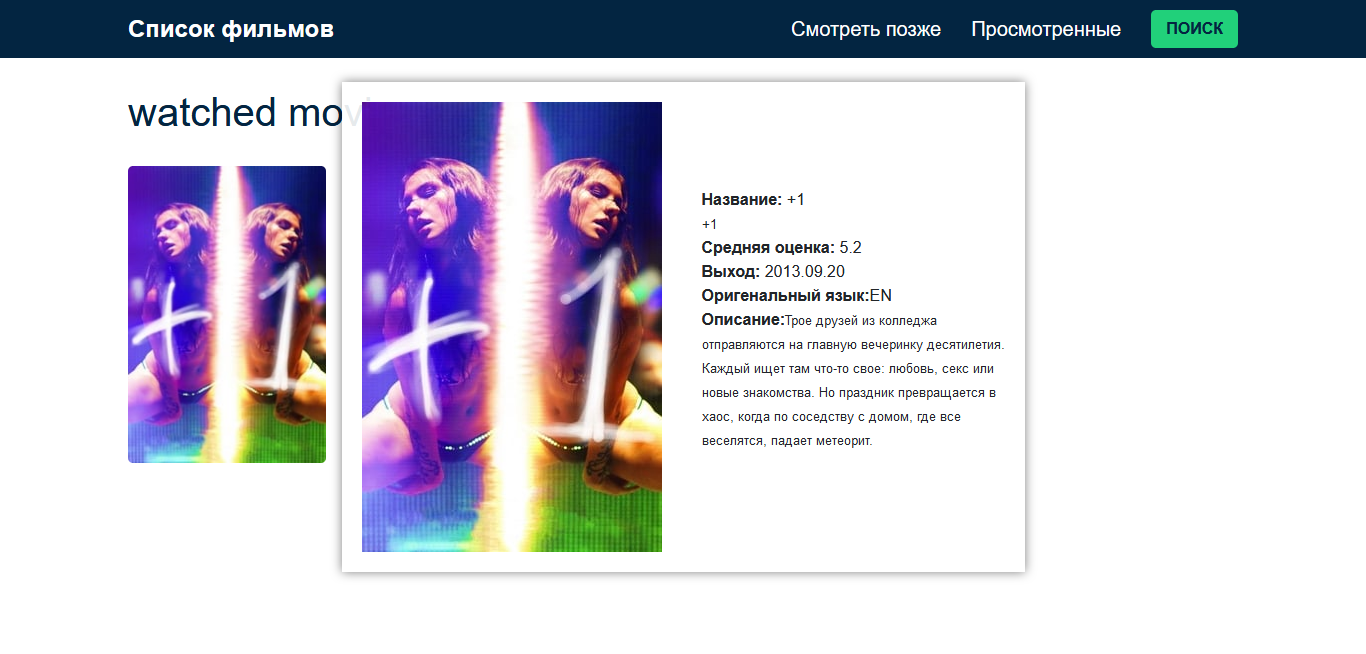 Список фильмов
Смотреть позже
Просмотренные
ПОИСК
watched movi
+1
+1
Название: +1
+1
Средняя оценка: 5.2
Выход: 2013.09.20
Оригенальный язык:EN
Описание:Трое друзей из колледжа
отправляются на главную вечеринку десятилетия.
Каждый ищет там что-то свое: любовь, секс или
новые знакомства. Но праздник превращается в
хаос, когда по соседству с домом, где все
веселятся, падает метеорит.